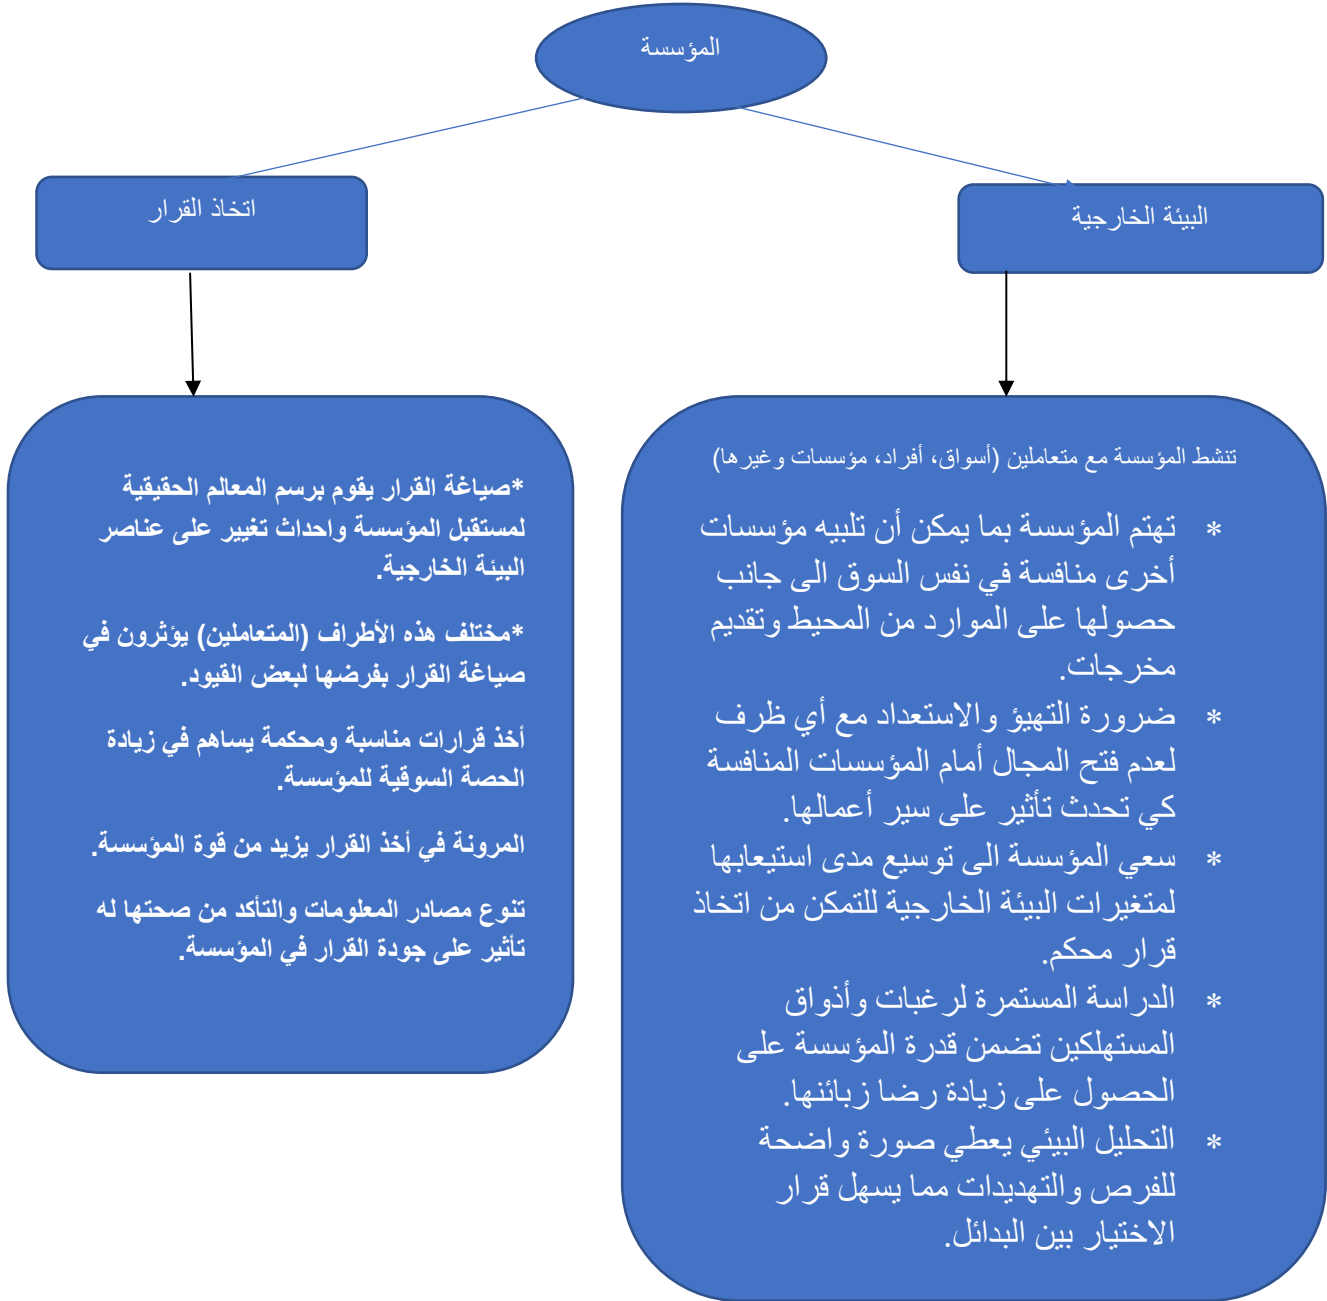 المؤسسة
البيئة الخارجية
اتخاذ القرار
تنشط المؤسسة مع متعاملين (أسواق، أفراد، مؤسسات وغيرها)
* تهتم المؤسسة بما يمكن أن تلبيه مؤسسات
أخرى منافسة في نفس السوق الى جانب
حصولها على الموارد من المحيط وتقديم
مخرجات.
* ضرورة التهيؤ والاستعداد مع أي ظرف
لعدم فتح المجال أمام المؤسسات المنافسة
كي تحدث تأثير على سير أعمالها.
* سعي المؤسسة الى توسيع مدى استيعابها
لمتغيرات البيئة الخارجية للتمكن من اتخاذ
قرار محكم.
* الدراسة المستمرة لرغبات وأذواق
المستهلكين تضمن قدرة المؤسسة على
الحصول على زيادة رضا زبائنها.
* التحليل البيئي يعطي صورة واضحة
للفرص والتهديدات مما يسهل قرار
الاختيار بين البدائل.
*صياغة القرار يقوم برسم المعالم الحقيقية
لمستقبل المؤسسة واحداث تغيير على عناصر
البيئة الخارجية.
*مختلف هذه الأطراف (المتعاملين) يؤثرون في
صياغة القرار بفرضها لبعض القيود.
أخذ قرارات مناسبة ومحكمة يساهم في زيادة
الحصة السوقية للمؤسسة.
المرونة في أخذ القرار يزيد من قوة المؤسسة.
تنوع مصادر المعلومات والتأكد من صحتها له
تأثير على جودة القرار في المؤسسة.